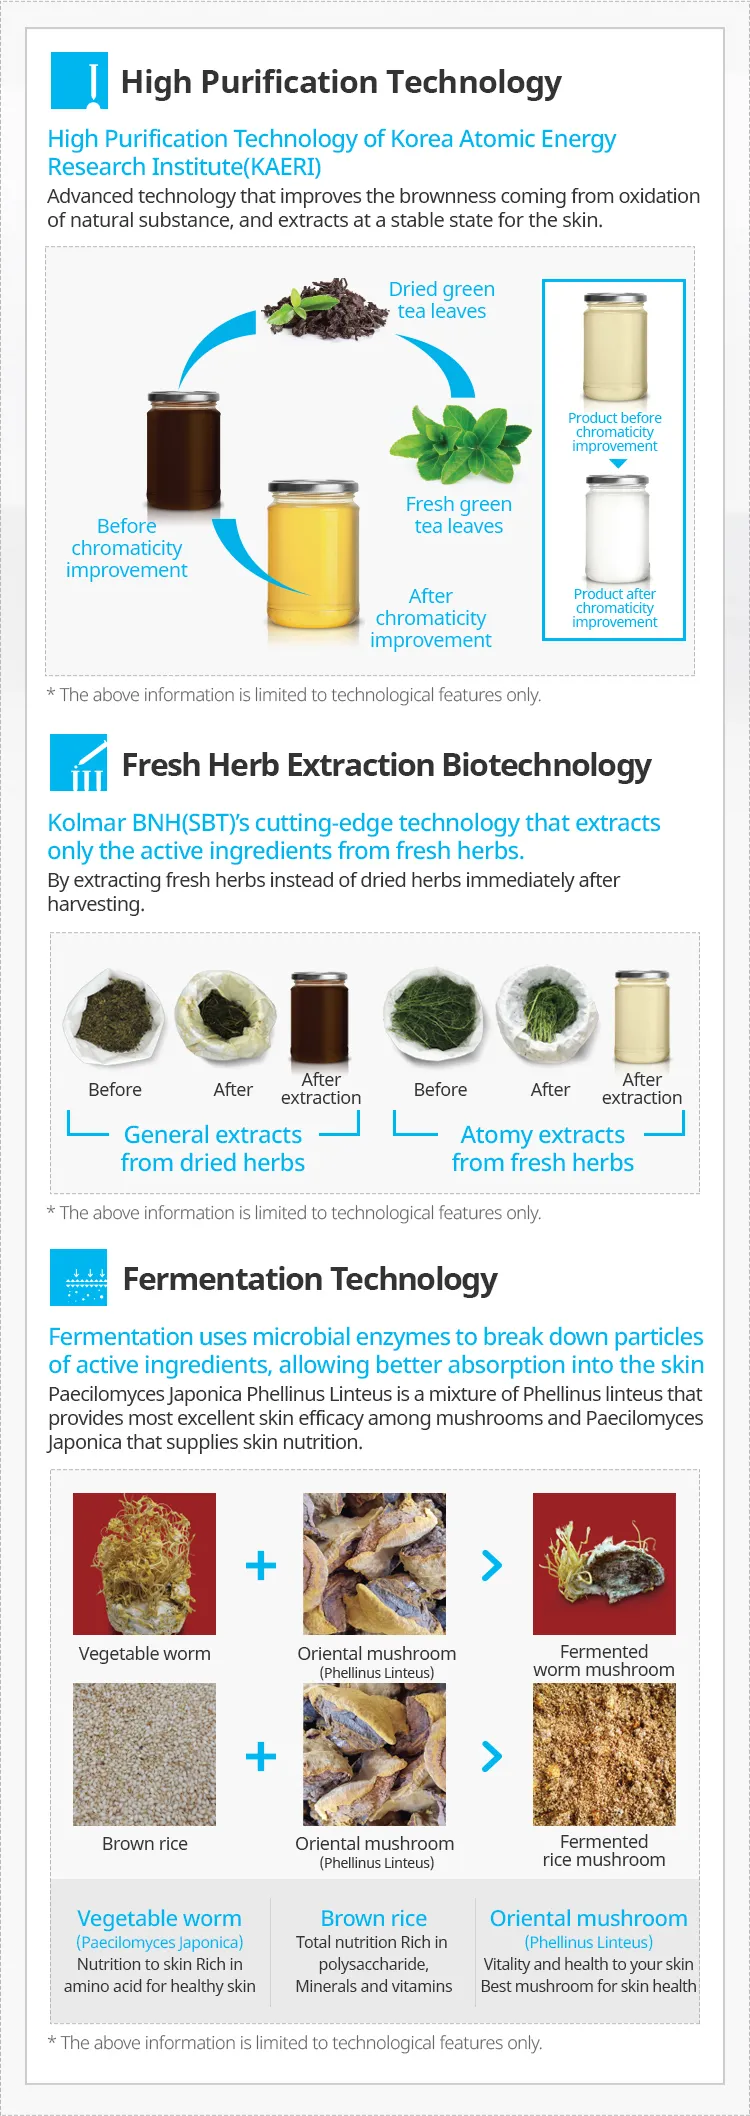 High Purification Technology
High Purification Technology of Korea Atomic Energy
Research Institute(KAERI)
Advanced technology that improves the brownness coming from oxidation
of natural substance, and extracts at a stable state for the skin.
Dried green
tea leaves
Product before
chromaticity
improvement
Fresh green
tea leaves
Before
chromaticity
improvement
After
chromaticity
improvement
Product after
chromaticity
improvement
* The above information is limited to technological features only.
Fresh Herb Extraction Biotechnology
Kolmar BNH(SBT)’s cutting-edge technology that extracts
only the active ingredients from fresh herbs.
By extracting fresh herbs instead of dried herbs immediately after
harvesting.
Before
After
After
extraction
Before
After
After
extraction
General extracts
from dried herbs
Atomy extracts
from fresh herbs
* The above information is limited to technological features only.
Fermentation Technology
Fermentation uses microbial enzymes to break down particles
of active ingredients, allowing better absorption into the skin
Paecilomyces Japonica Phellinus Linteus is a mixture of Phellinus linteus that
provides most excellent skin efficacy among mushrooms and Paecilomyces
Japonica that supplies skin nutrition.
Vegetable worm
Oriental mushroom
(Phellinus Linteus)
Fermented
worm mushroom
Brown rice
Oriental mushroom
(Phellinus Linteus)
Fermented
rice mushroom
Vegetable worm
(Paecilomyces Japonica)
Nutrition to skin Rich in
amino acid for healthy skin
Brown rice
Total nutrition Rich in
polysaccharide,
Minerals and vitamins
Oriental mushroom
(Phellinus Linteus)
Vitality and health to your skin
Best mushroom for skin health
* The above information is limited to technological features only.